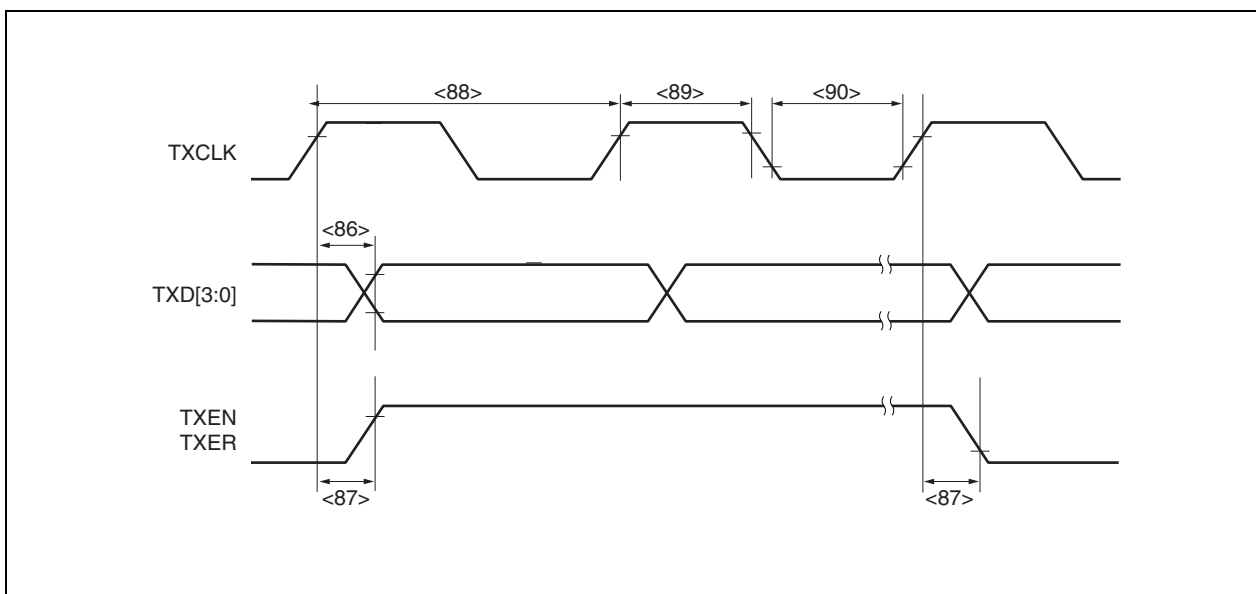 <88>
<89>
<90>
TXCLK
<86>
TXD[3:0]
TXEN
TXER
<87>
<87>